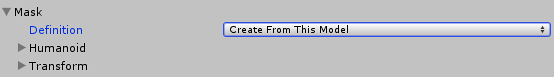 Mask
Definition Create From This Model
Humanoid
Transform